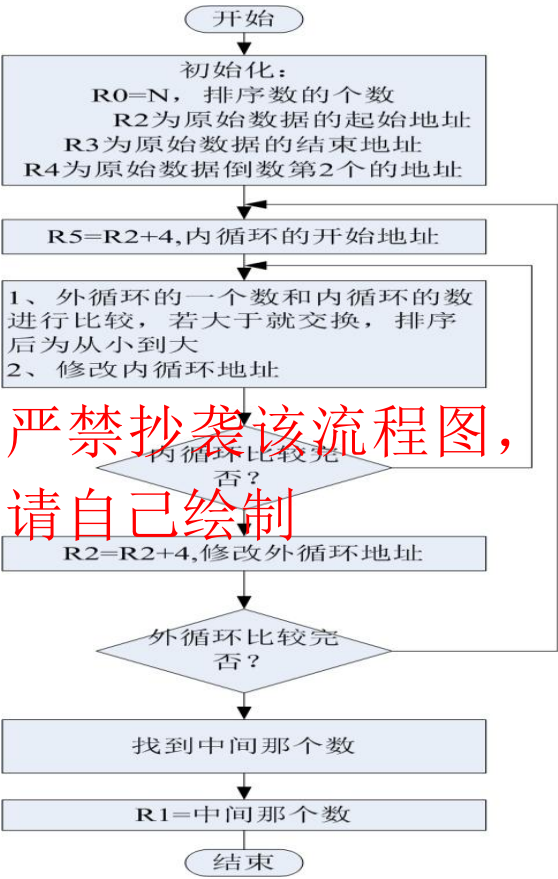 开始
初始化：
R0=N，排序数的个数
R2为原始数据的起始地址
R3为原始数据的结束地址
R4为原始数据倒数第2个的地址
R5=R2+4,内循环的开始地址
1、外循环的一个数和内循环的数
进行比较，若大于就交换，排序
后为从小到大
2、修改内循环地址
严禁抄袭该流程图，
内循环比较完
否？
请自己绘制
R2=R2+4,修改外循环地址
外循环比较完
否？
找到中间那个数
R1=中间那个数
结束